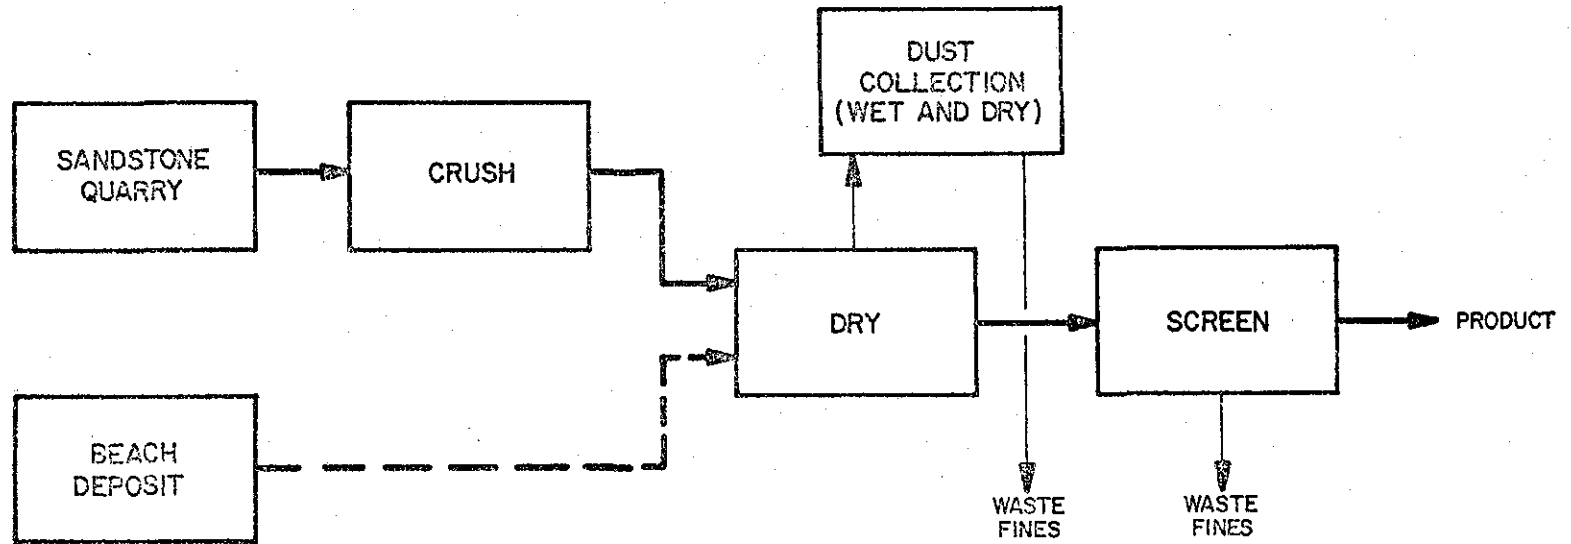 DUST
COLLECTION
(WET AND DRY)
SANDSTONE
QUARRY
CRUSH
DRY
SCREEN
PRODUCT
BEACH
DEPOSIT
WASTE
FINES
WASTE
FINES